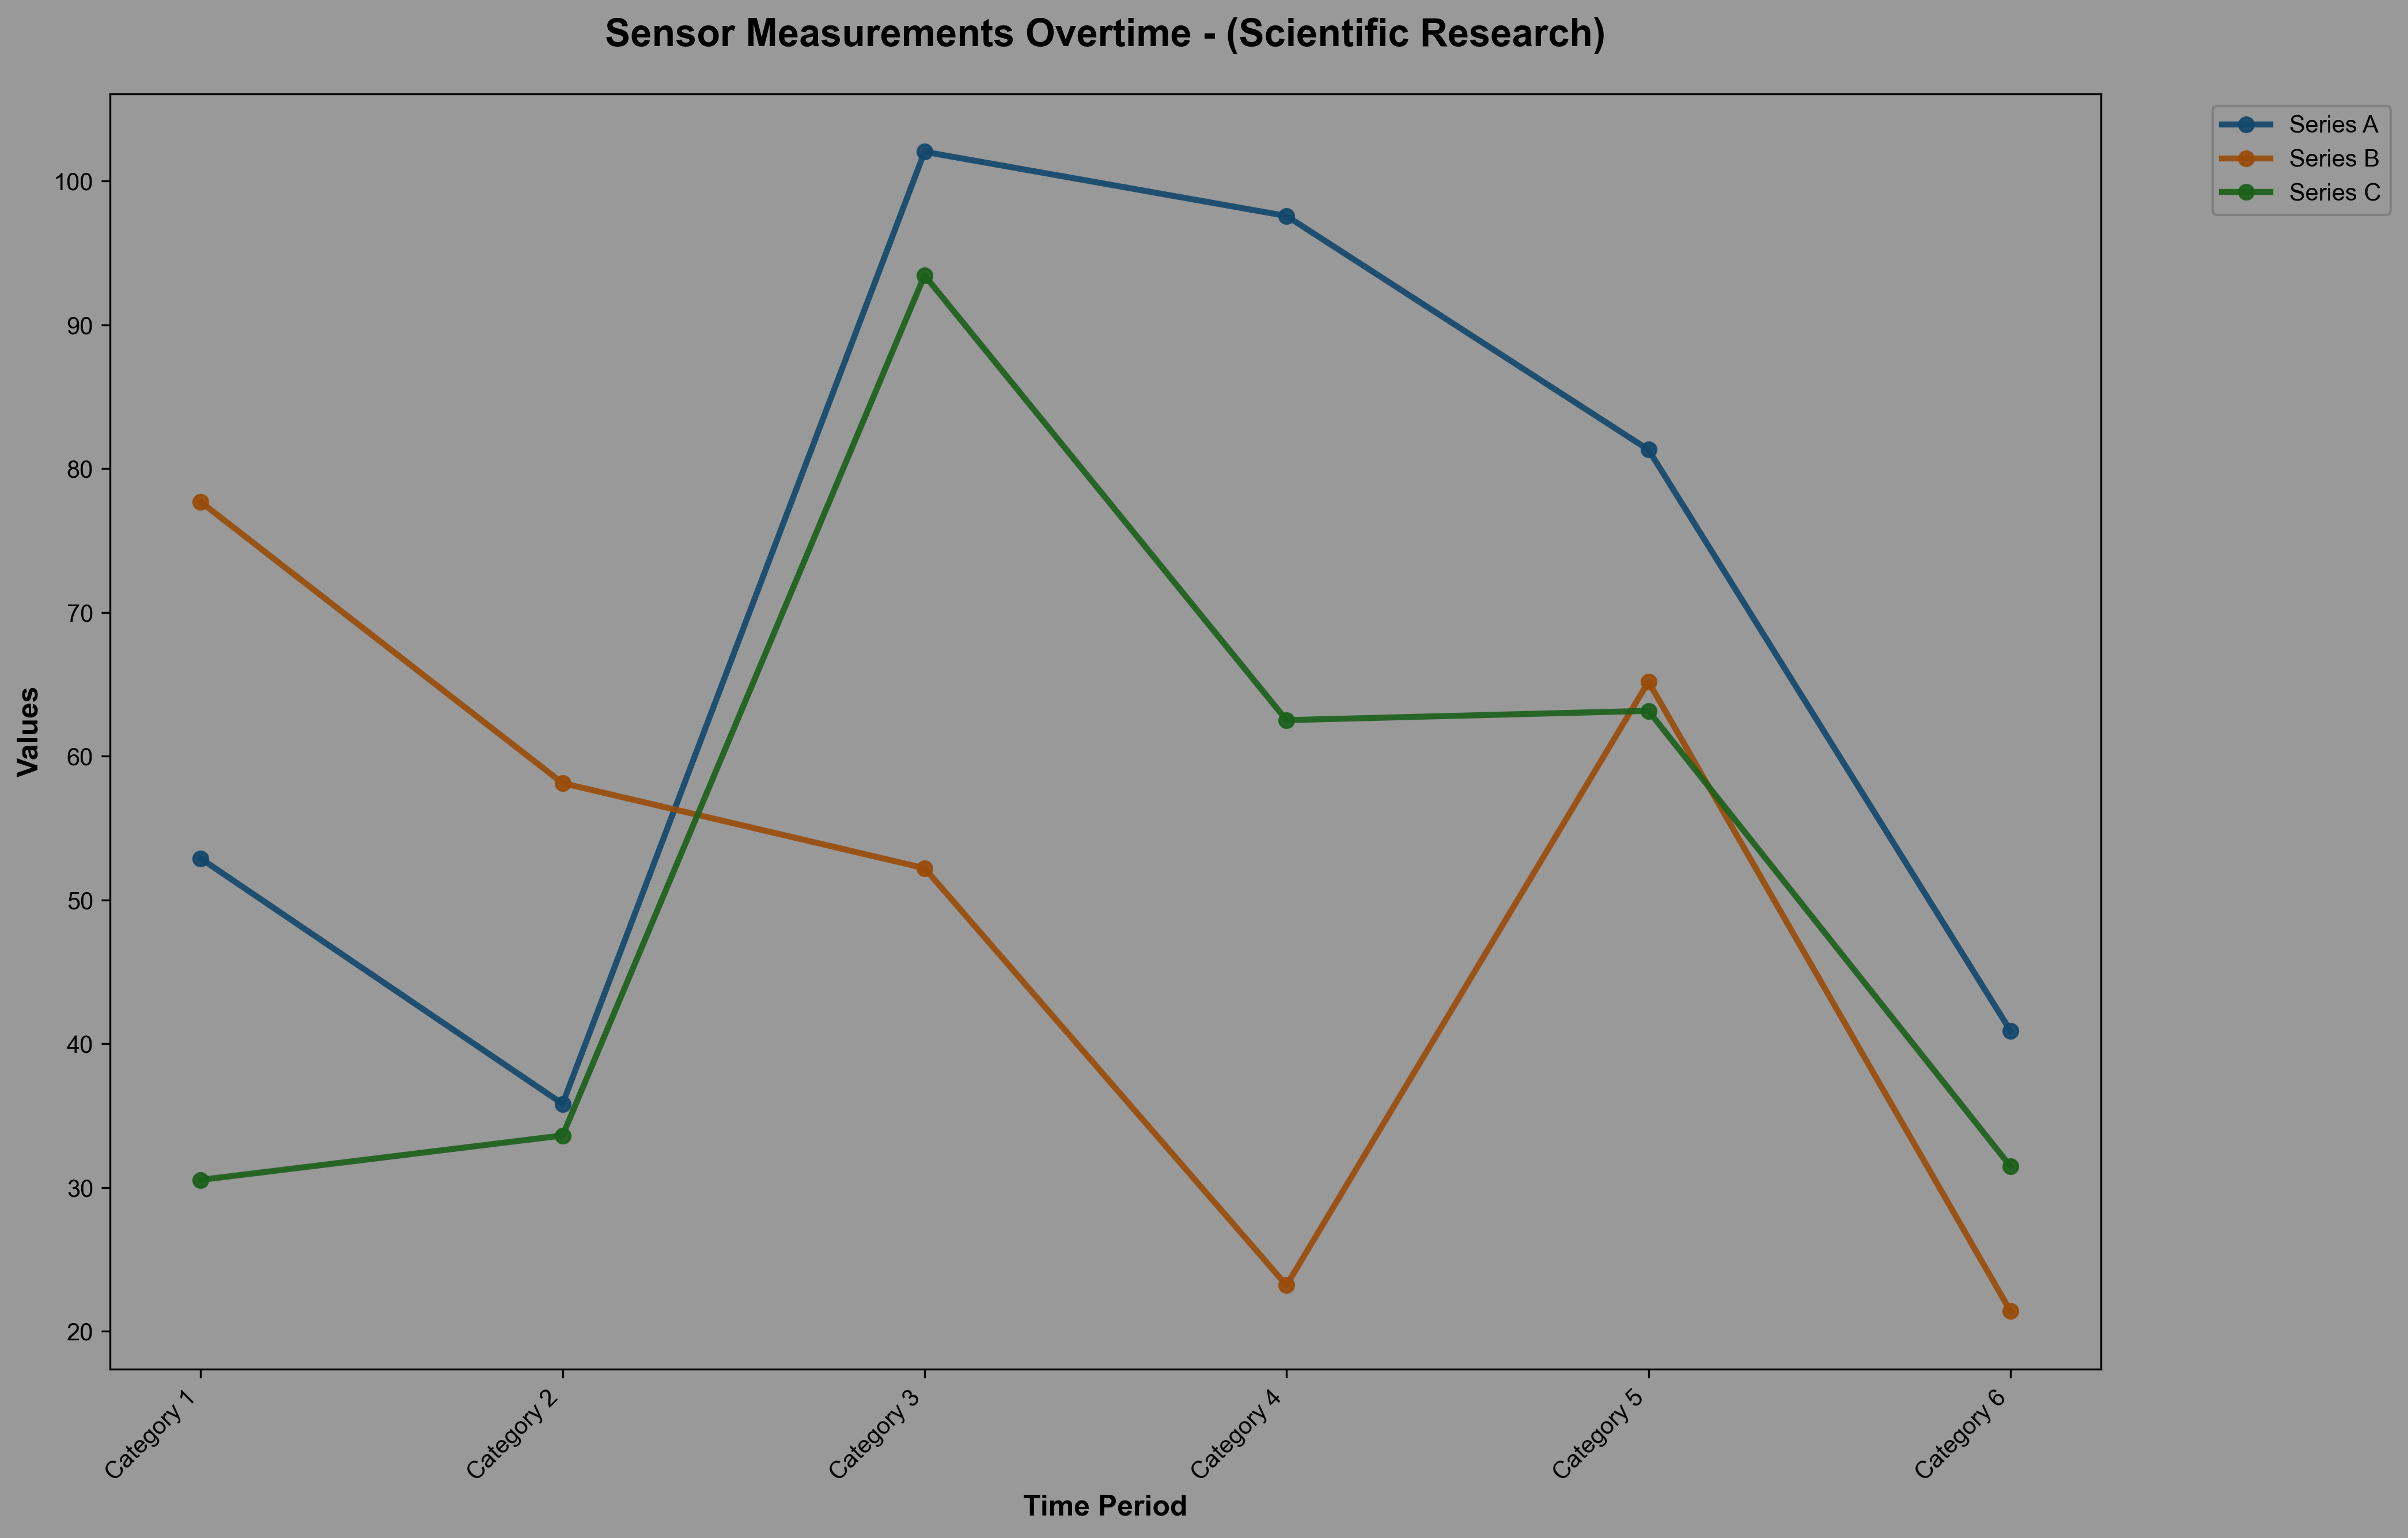 Sensor Measurements Overtime - (Scientific Research)
Series A
Series B
Series C
Values
100
90
80
70
60
50
40
30
20
Category 1
Category 2
Category 3
Category 4
Category 5
Category 6
Time Period